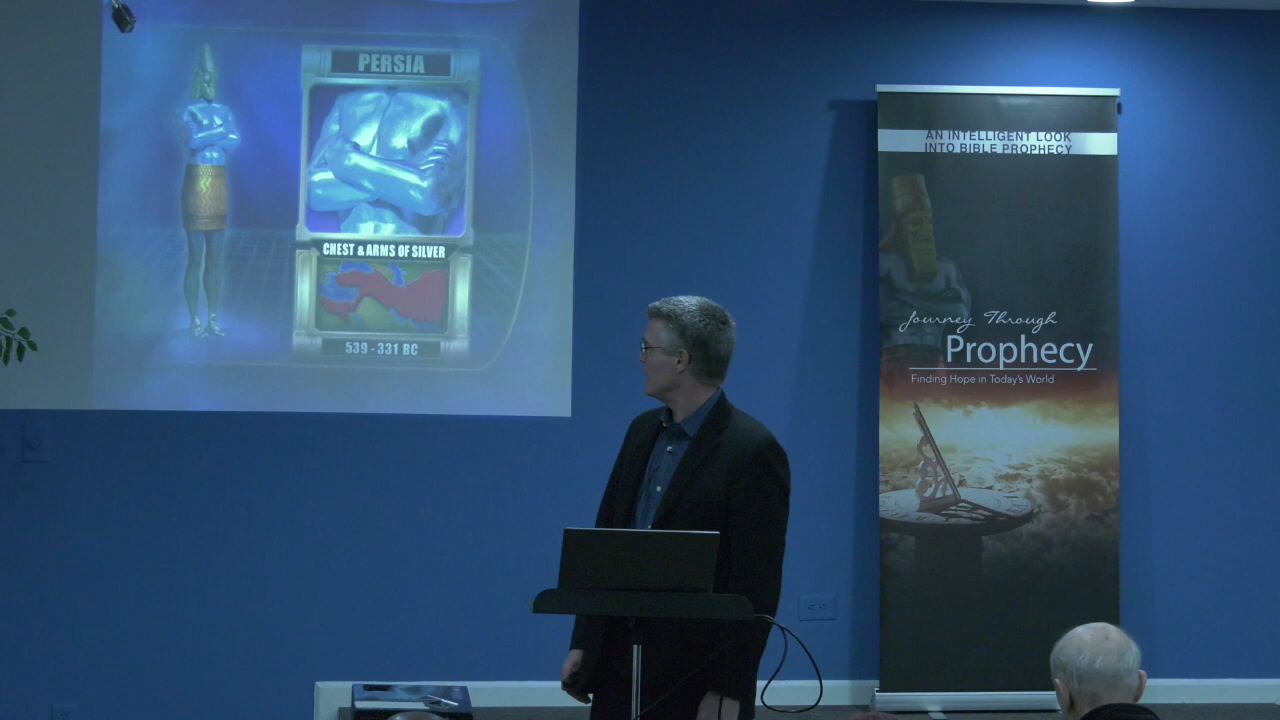 PERSIA
CHEST & ARMS OF SILVER
539 - 331 BC
AN INTELLIGENT LOOK
INTO BIBLE PROPHECY
Journey Through
Prophecy
Finding Hope in Today's World